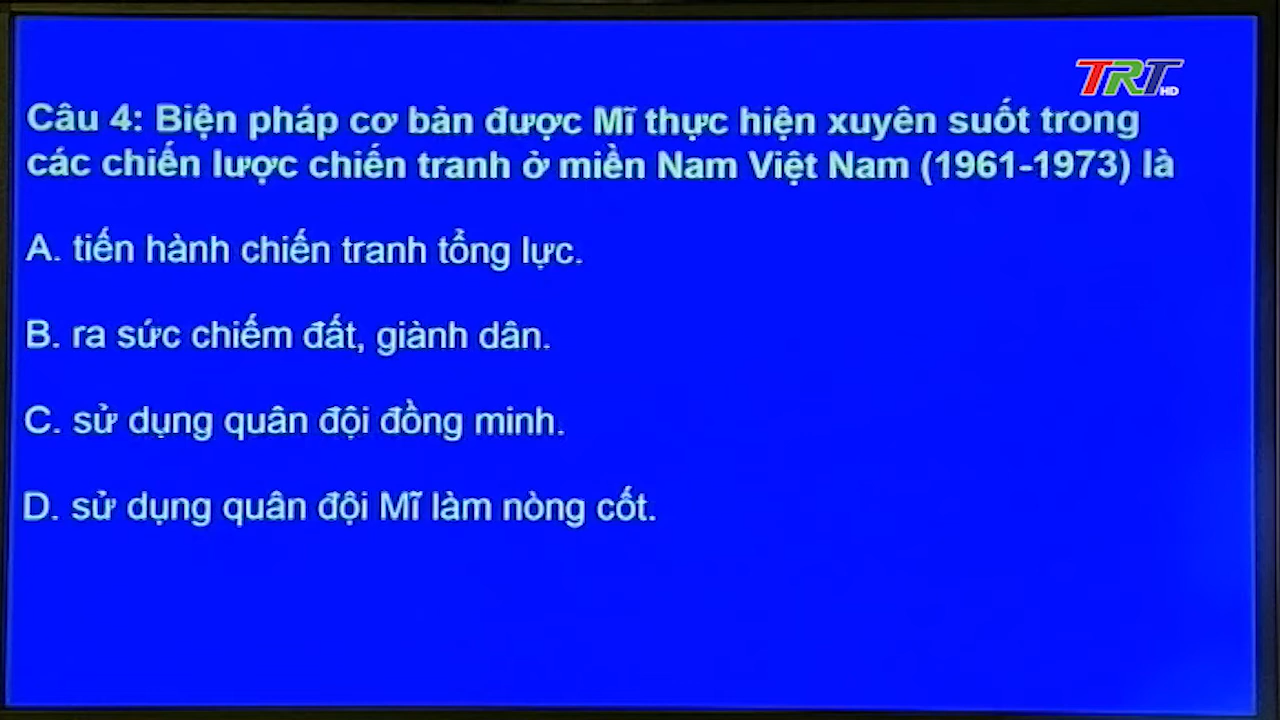 TRT HD
Câu 4: Biện pháp cơ bản được Mĩ thực hiện xuyên suốt trong
các chiến lược chiến tranh ở miền Nam Việt Nam (1961-1973) là
A. tiến hành chiến tranh tổng lực.
B. ra sức chiếm đất, giành dân.
C. sử dụng quân đội đồng minh.
D. sử dụng quân đội Mĩ làm nòng cốt.